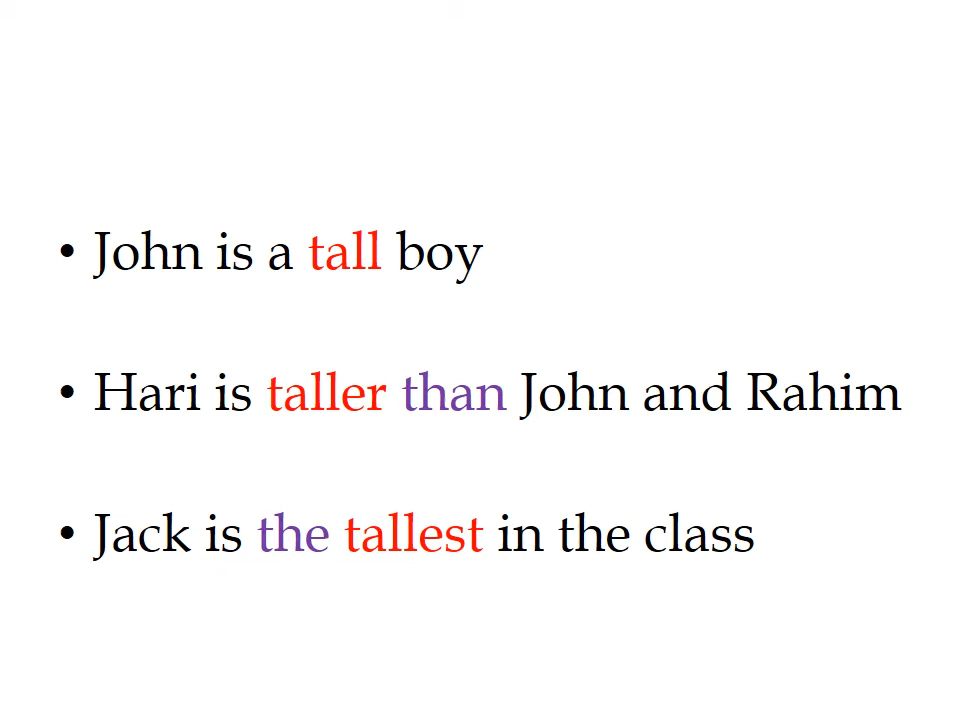 • John is a tall boy
• Hari is taller than John and Rahim
• Jack is the tallest in the class